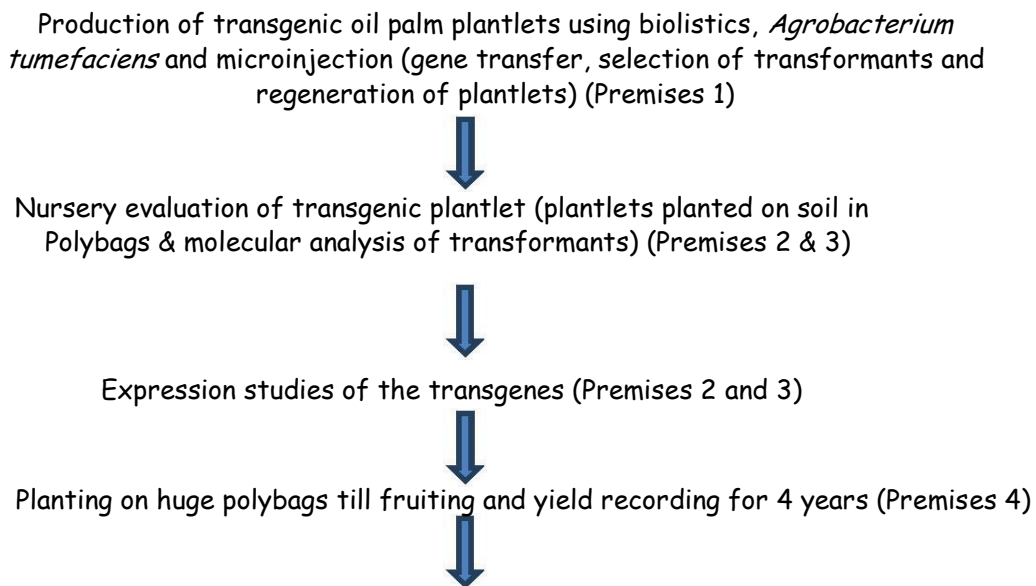 Production of transgenic oil palm plantlets using biolistics, Agrobacterium
tumefaciens and microinjection (gene transfer, selection of transformants and
regeneration of plantlets) (Premises 1)
Nursery evaluation of transgenic plantlet (plantlets planted on soil in
Polybags & molecular analysis of transformants) (Premises 2 & 3)
Expression studies of the transgenes (Premises 2 and 3)
Planting on huge polybags till fruiting and yield recording for 4 years (Premises 4)